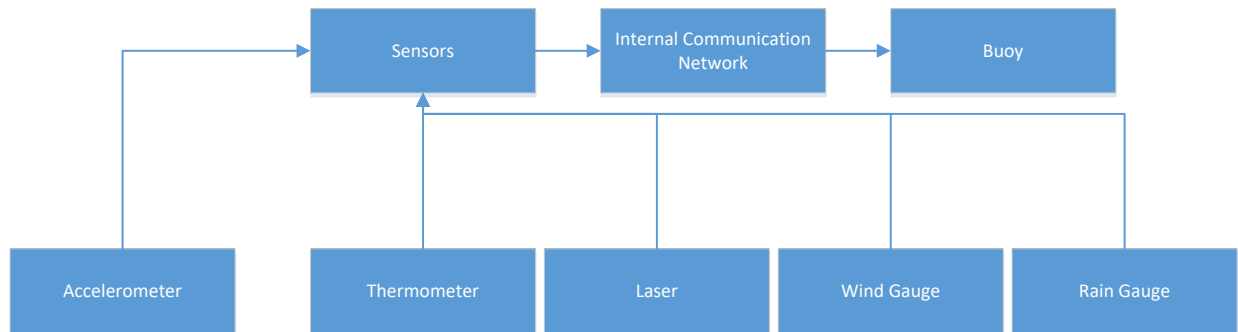 Sensors
Internal Communication
Network
Buoy
Accelerometer
Thermometer
Laser
Wind Gauge
Rain Gauge